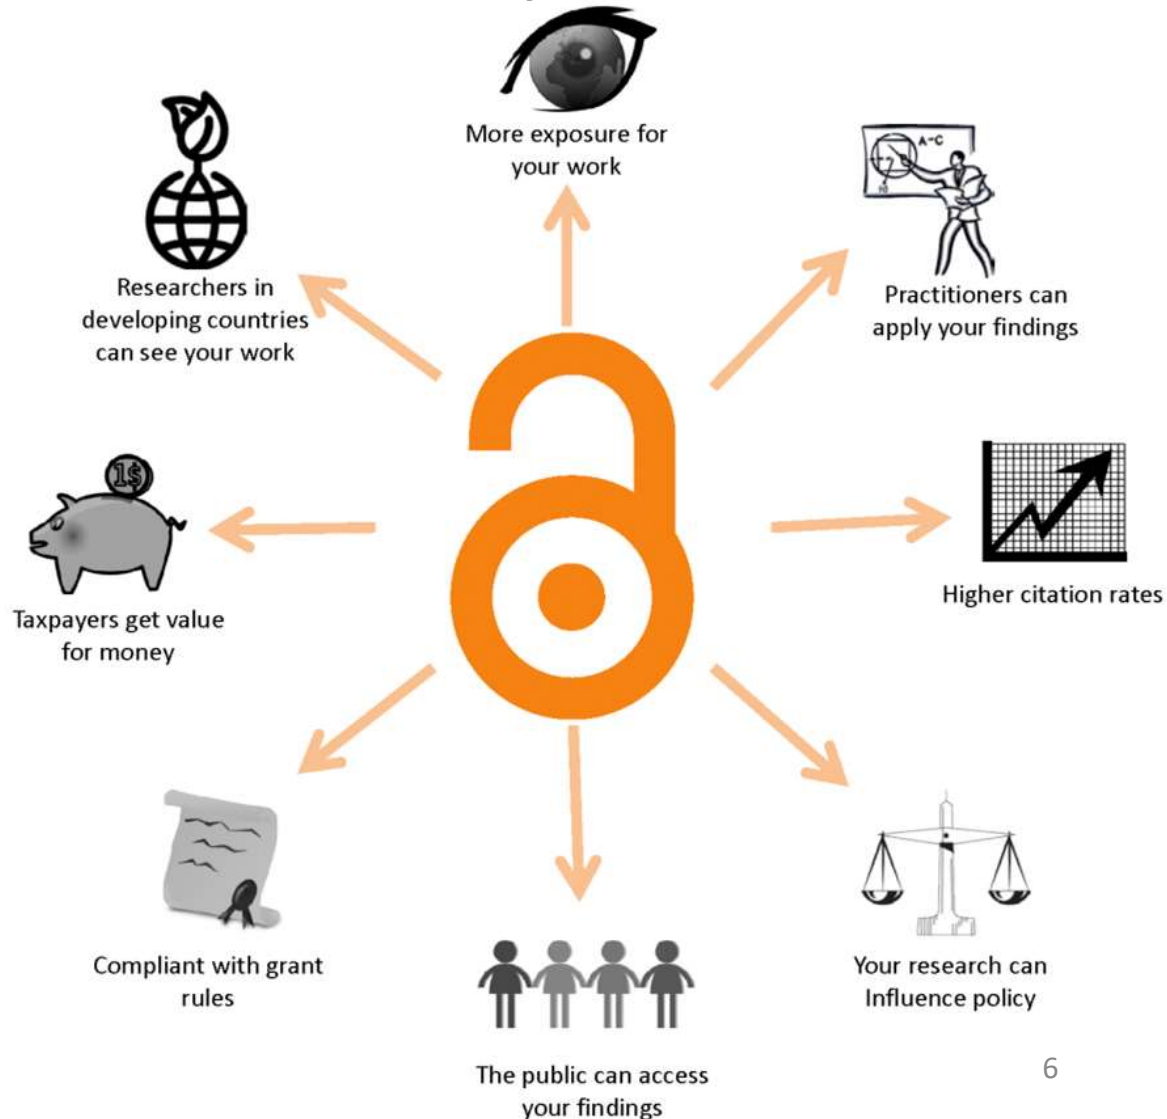 More exposure for
your work
A-C
Practitioners can
apply your findings
Researchers in
developing countries
can see your work
1$
Higher citation rates
Taxpayers get value
for money
Compliant with grant
rules
Your research can
Influence policy
The public can access
your findings
6